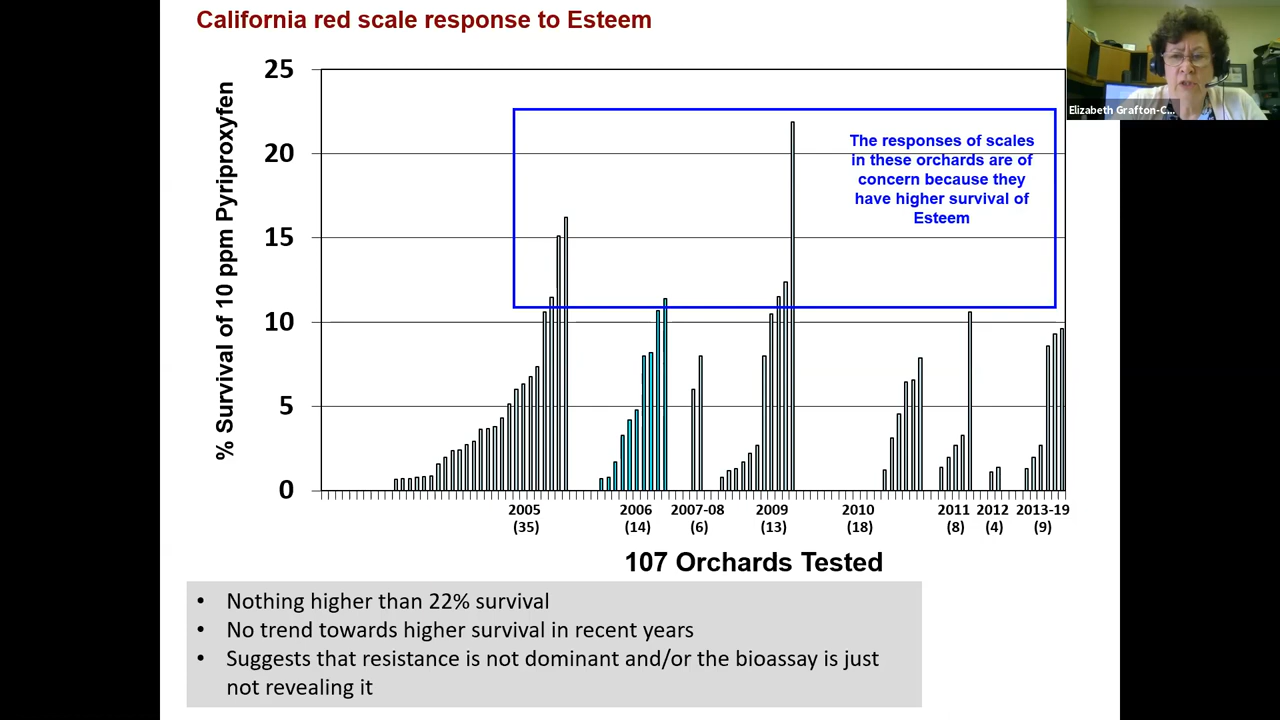 California red scale response to Esteem
Elizabeth Grafton-C...
% Survival of 10 ppm Pyriproxyfen
25
20
15
10
5
0
The responses of scales
in these orchards are of
concern because they
have higher survival of
Esteem
2005 2006 2007-08 2009 2010 2011 2012 2013-19
(35) (14) (6) (13) (18) (8) (4) (9)
107 Orchards Tested
• Nothing higher than 22% survival
• No trend towards higher survival in recent years
• Suggests that resistance is not dominant and/or the bioassay is just
not revealing it